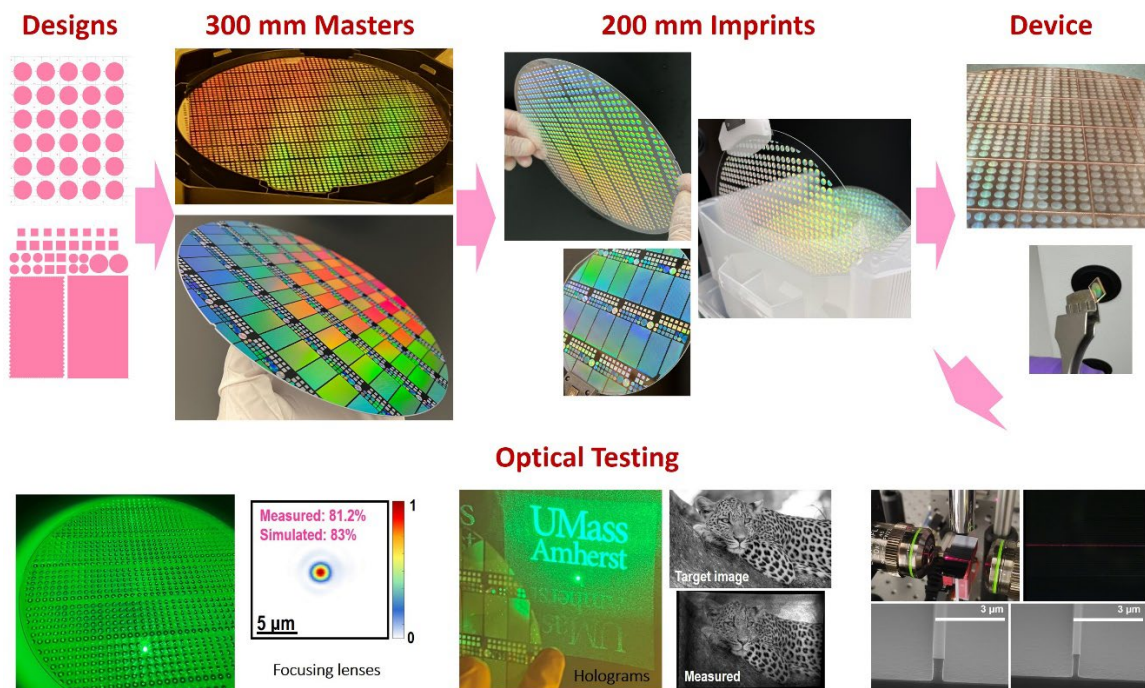 Designs
300 mm Masters
200 mm Imprints
Device
Optical Testing
Measured: 81.2%
Simulated: 83%
1
0
5 µm
Focusing lenses
UMass
Amherst
Holograms
Target image
Measured
3 µm
3 µm